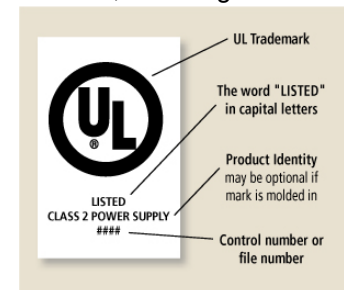 UL Trademark
The word "LISTED"
in capital letters
UL
®
Product Identity
may be optional if
mark is molded in
LISTED
CLASS 2 POWER SUPPLY
####
Control number or
file number